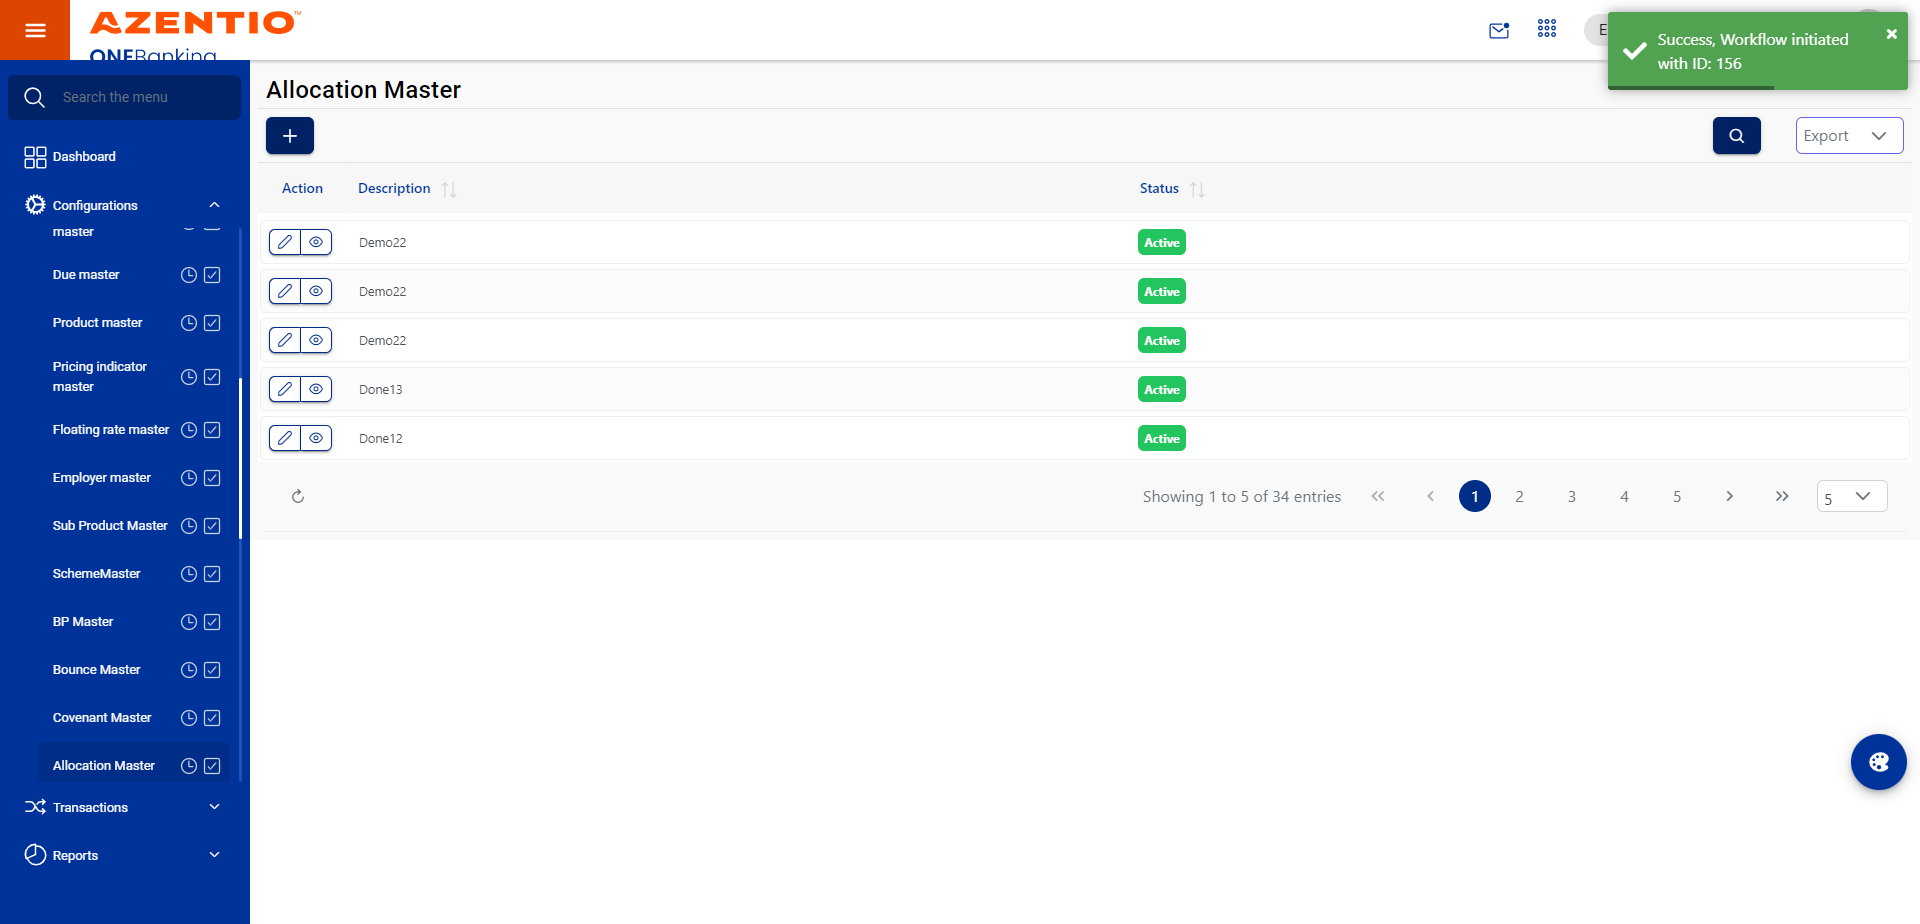 AZENTIO™
ONEBanking
Success, Workflow initiated
with ID: 156
Search the menu
Dashboard
Configurations
master
Due master
Product master
Pricing indicator
master
Floating rate master
Employer master
Sub Product Master
SchemeMaster
BP Master
Bounce Master
Covenant Master
Allocation Master
Transactions
Reports
Allocation Master
Export
Action Description Status
Demo22 Active
Demo22 Active
Demo22 Active
Done13 Active
Done12 Active
Showing 1 to 5 of 34 entries 1 2 3 4 5 5